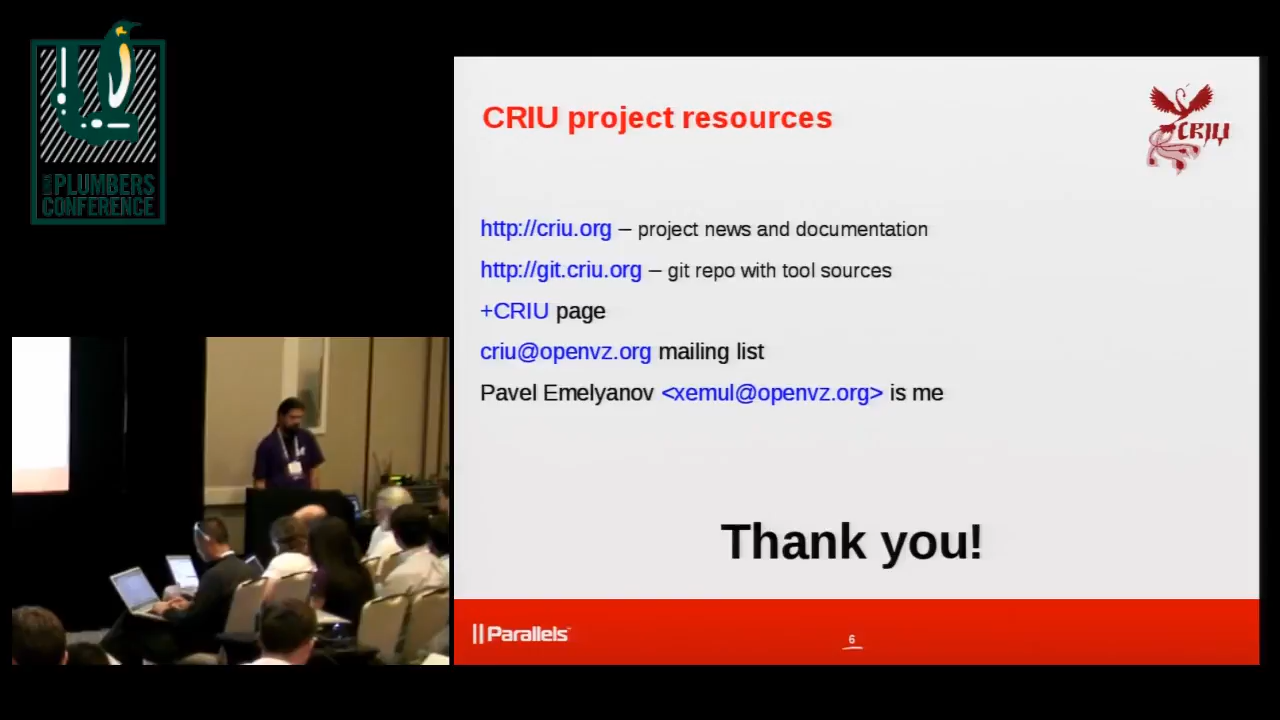 LINUX PLUMBERS
CONFERENCE
CRIU project resources
CRIU
http://criu.org – project news and documentation
http://git.criu.org – git repo with tool sources
+CRIU page
criu@openvz.org mailing list
Pavel Emelyanov <xemul@openvz.org> is me
Thank you!
Parallels™
6